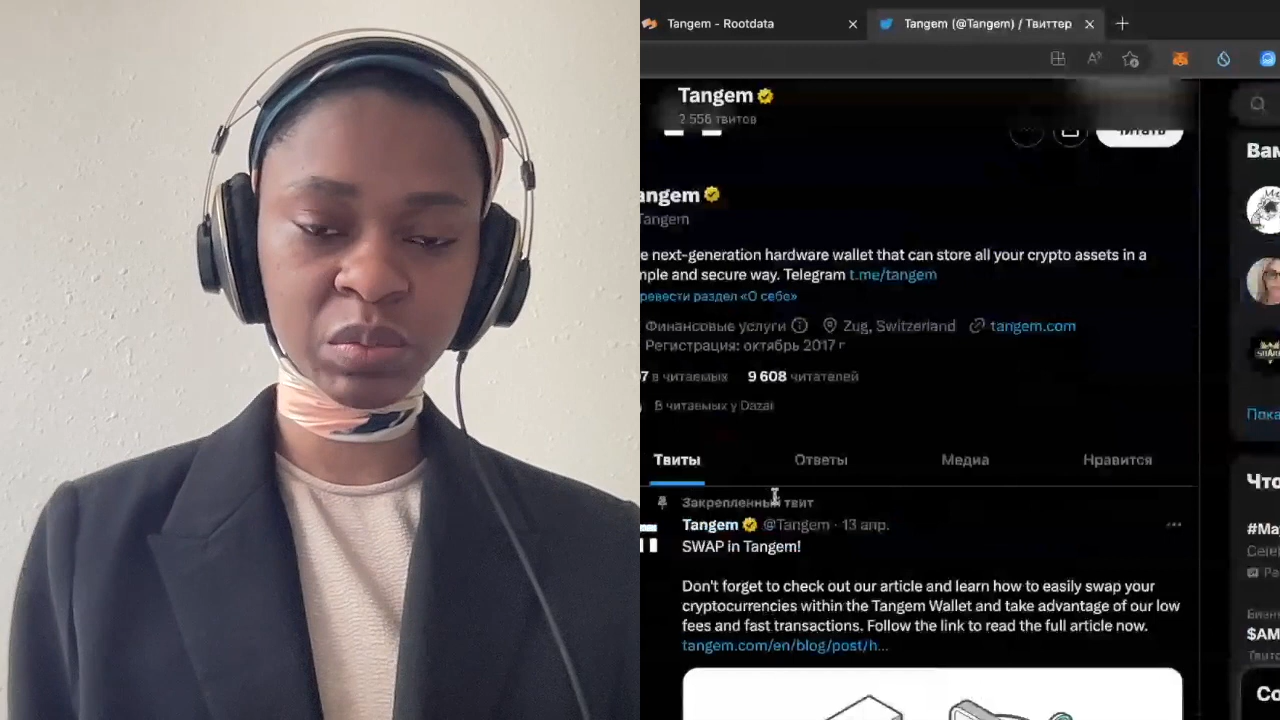 Tangem - Rootdata
Tangem (@Tangem) / Твиттер
Tangem
2 556 твитов
Читать
angem
Tangem
e next-generation hardware wallet that can store all your crypto assets in a
mple and secure way. Telegram t.me/tangem
ревести раздел «О себе»
Финансовые услуги Zug, Switzerland tangem.com
Регистрация: октябрь 2017 г
7 в читаемых 9 608 читателей
В читаемых у Dazai
Твиты Ответы Медиа Нравится
Закрепленный твит
Tangem @Tangem · 13 апр.
SWAP in Tangem!
Don't forget to check out our article and learn how to easily swap your
cryptocurrencies within the Tangem Wallet and take advantage of our low
fees and fast transactions. Follow the link to read the full article now.
tangem.com/en/blog/post/h...
Вам
Пока
Что
#Ma
$AM
Со